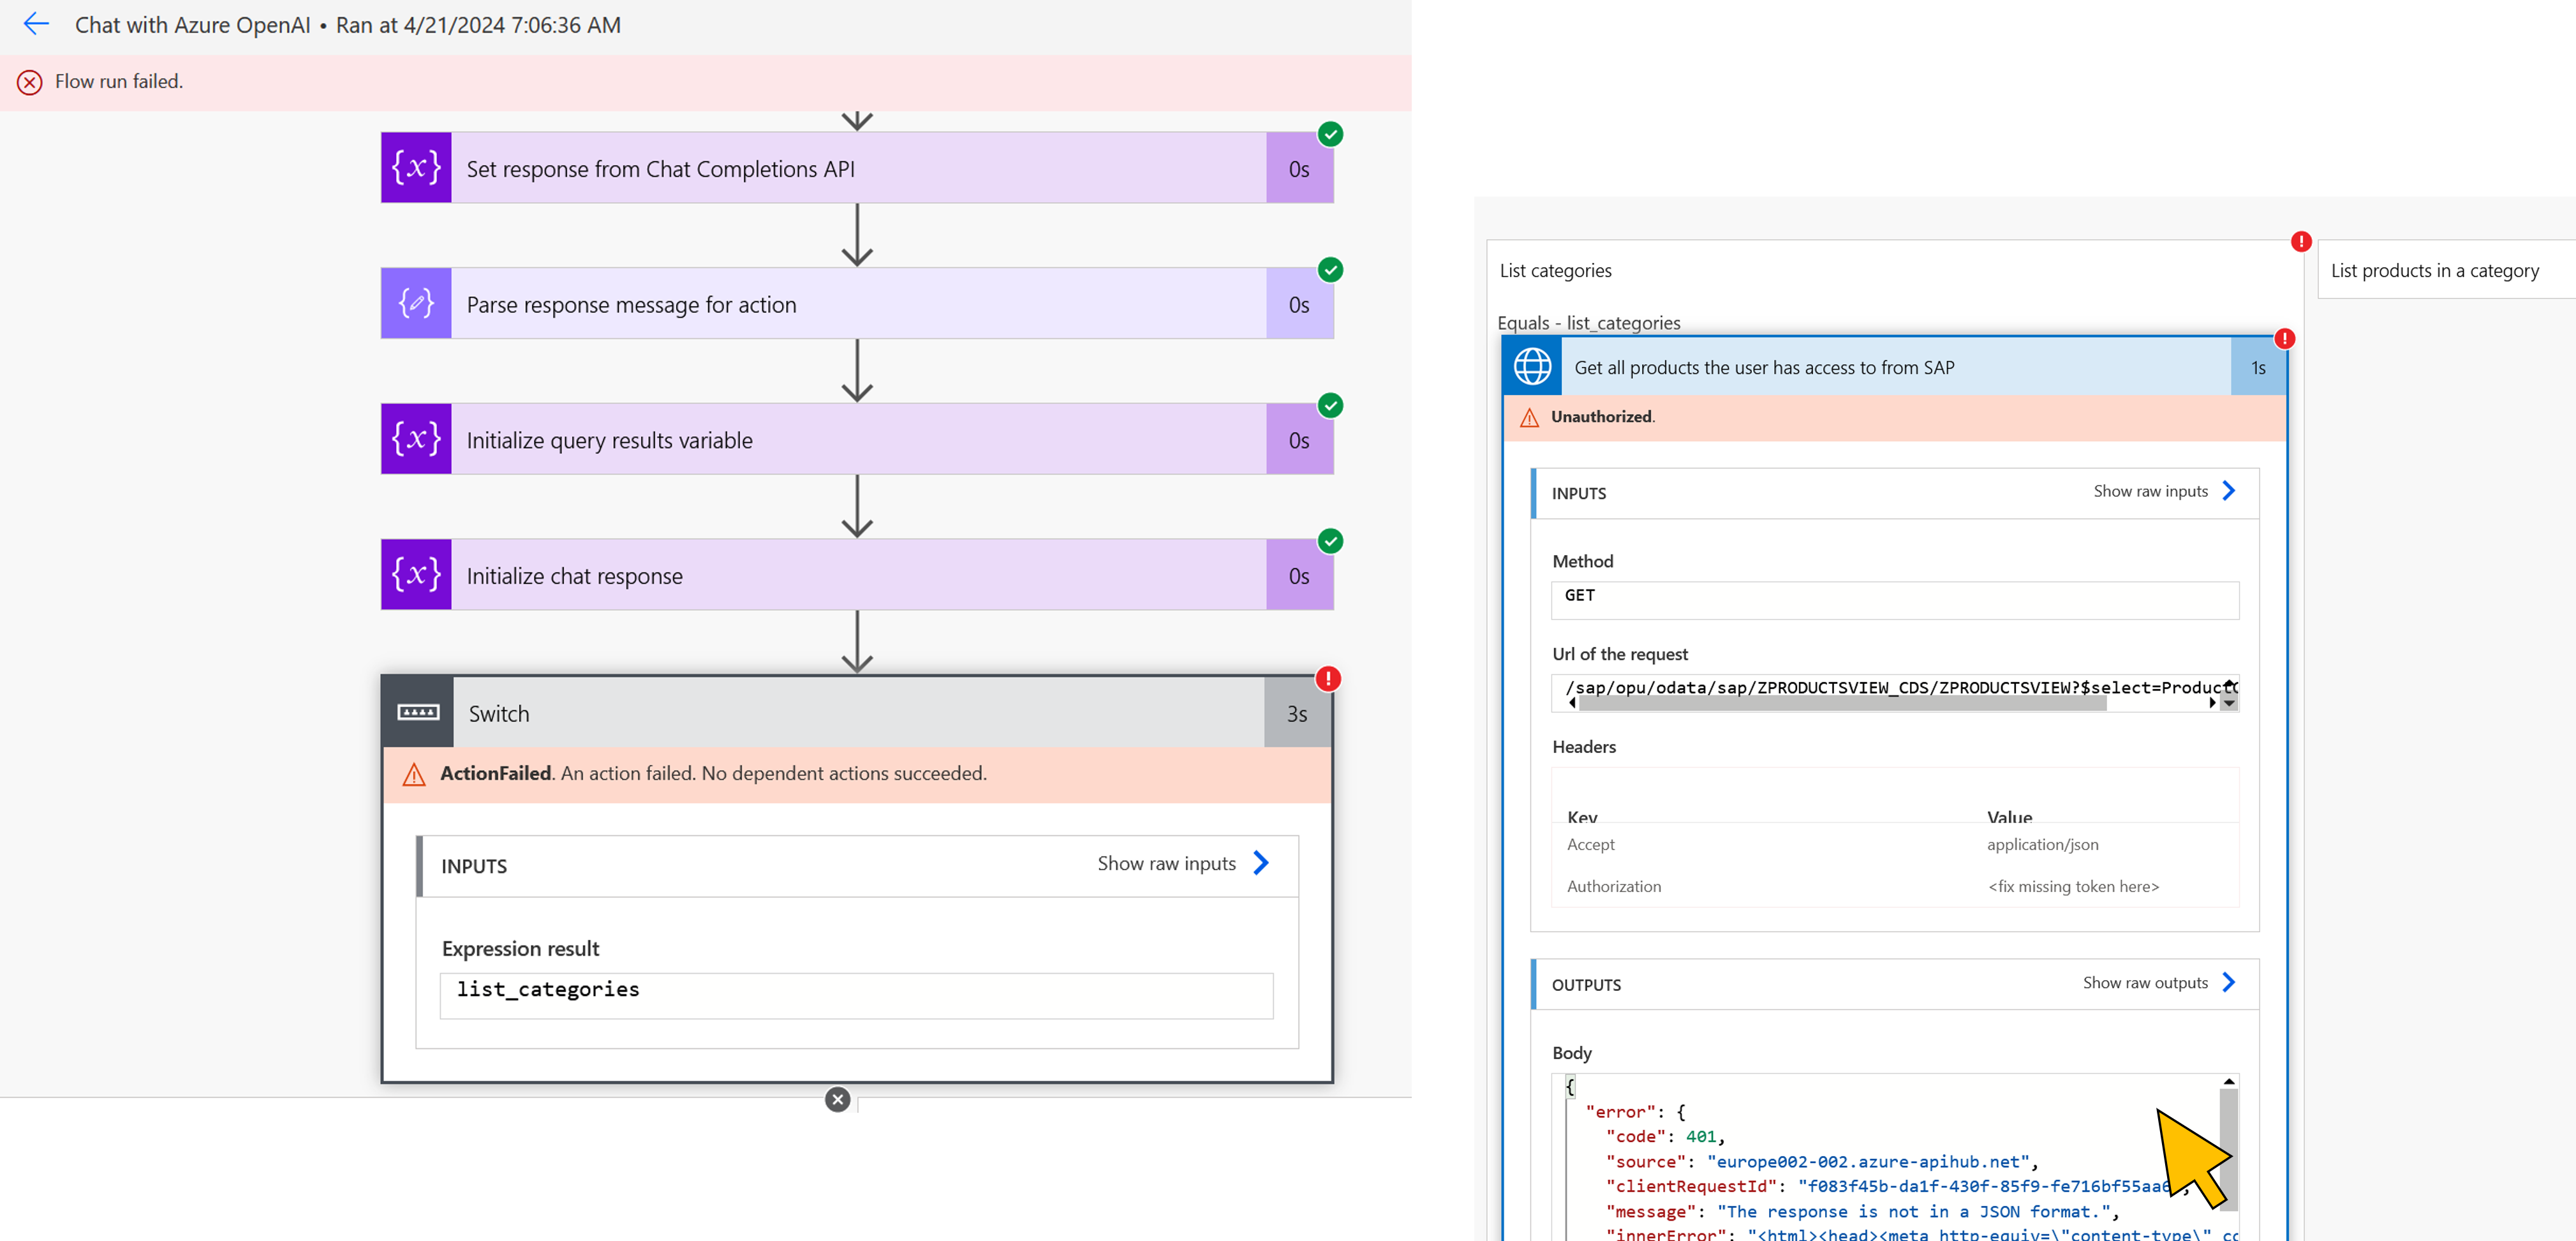 Chat with Azure OpenAI • Ran at 4/21/2024 7:06:36 AM
Flow run failed.
{x} Set response from Chat Completions API 0s
Parse response message for action 0s
{x} Initialize query results variable 0s
{x} Initialize chat response 0s
Switch 3s
ActionFailed. An action failed. No dependent actions succeeded.
INPUTS Show raw inputs
Expression result
list_categories
List categories
List products in a category
Equals - list_categories
Get all products the user has access to from SAP 1s
Unauthorized.
INPUTS Show raw inputs
Method
GET
Url of the request
/sap/opu/odata/sap/ZPRODUCTSVIEW_CDS/ZPRODUCTSVIEW?$select=Product
Headers
Key Value
Accept application/json
Authorization <fix missing token here>
OUTPUTS Show raw outputs
Body
{
"error": {
"code": 401,
"source": "europe002-002.azure-apihub.net",
"clientRequestId": "f083f45b-da1f-430f-85f9-fe716bf55aa6
"message": "The response is not in a JSON format.",
"innerError": "<html><head><meta http-equiv=\"content-type\"